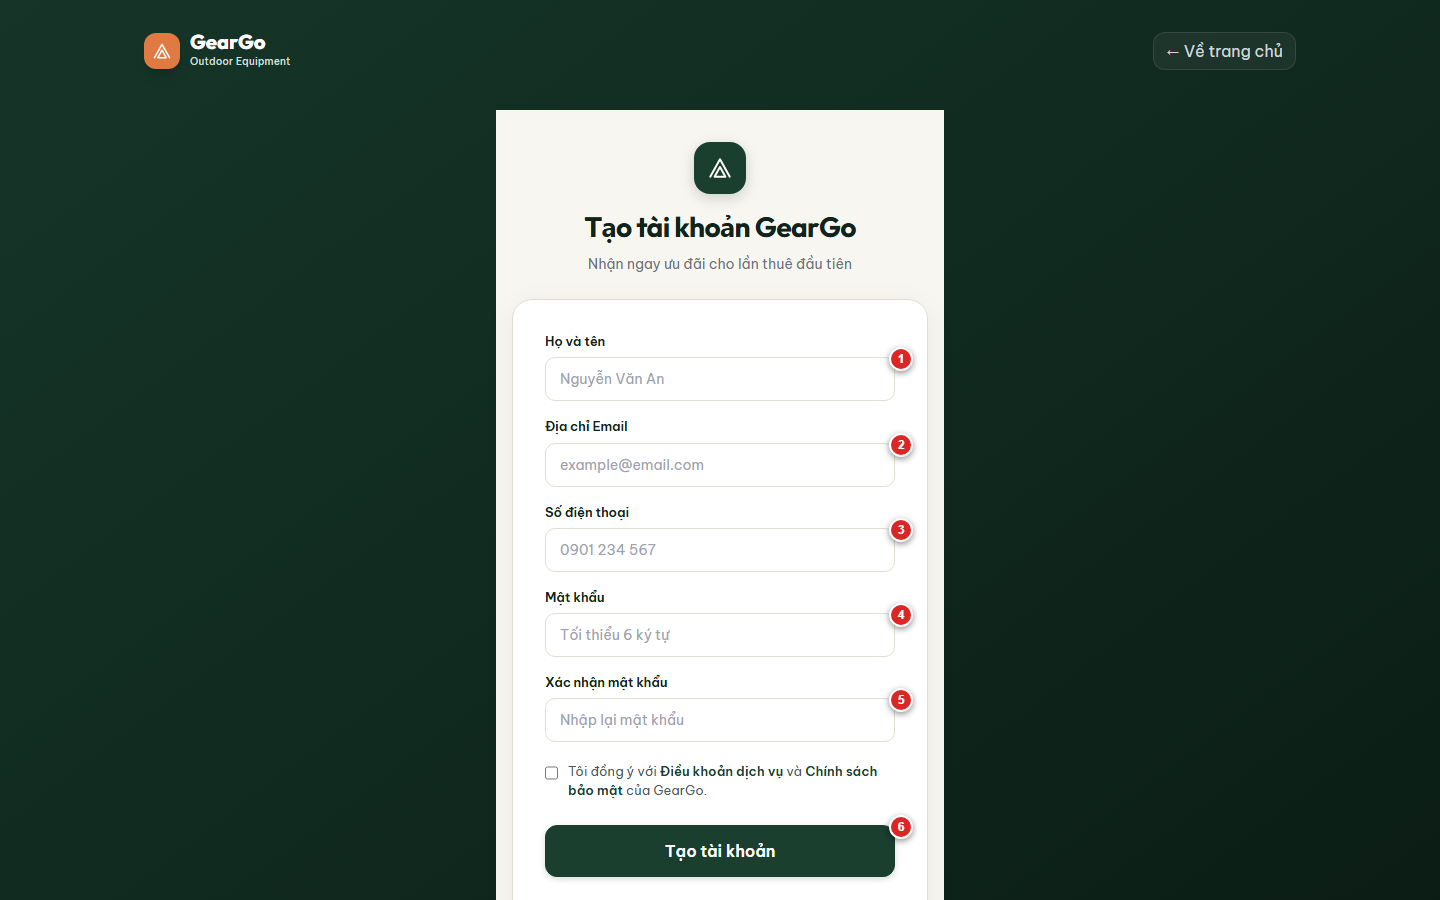 GearGo
Outdoor Equipment
← Về trang chủ
Tạo tài khoản GearGo
Nhận ngay ưu đãi cho lần thuê đầu tiên
Họ và tên
1
Nguyễn Văn An
Địa chỉ Email
2
example@email.com
Số điện thoại
3
0901 234 567
Mật khẩu
4
Tối thiểu 6 ký tự
Xác nhận mật khẩu
5
Nhập lại mật khẩu
Tôi đồng ý với Điều khoản dịch vụ và Chính sách
bảo mật của GearGo.
6
Tạo tài khoản